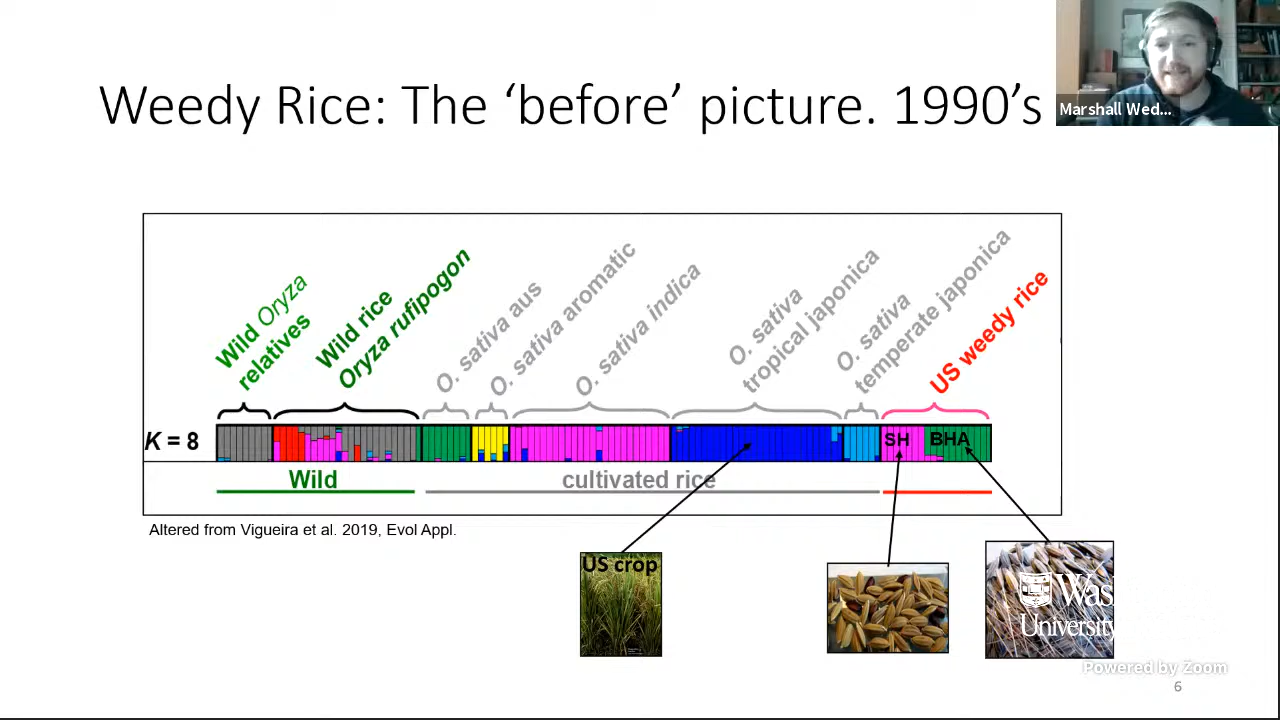 Weedy Rice: The ‘before’ picture. 1990’s
Marshall Wed...
Wild Oryza
relatives
Wild rice
Oryza rufipogon
O. sativa aus
O. sativa aromatic
O. sativa indica
O. sativa
tropical japonica
O. sativa
temperate japonica
US weedy rice
K = 8
SH
BHA
Wild
cultivated rice
Altered from Vigueira et al. 2019, Evol Appl.
US crop
Was
University
Powered by Zoom
6